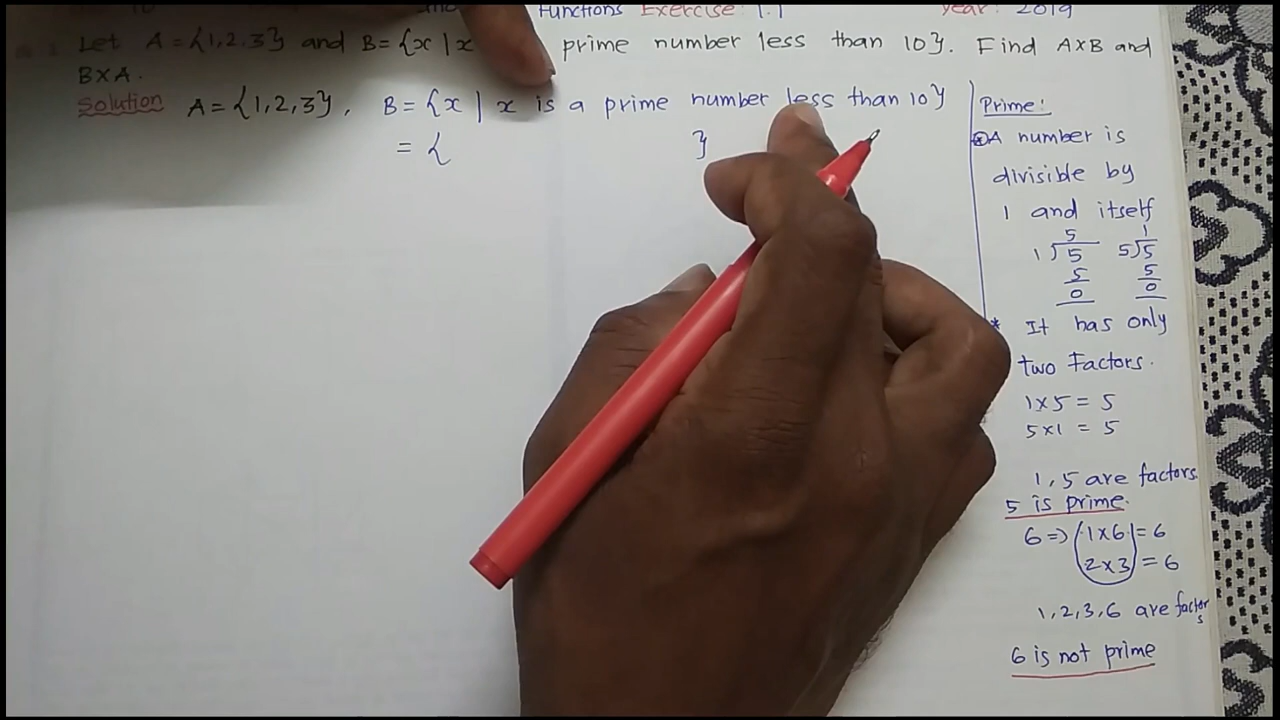 Functions Exercise: 1.1 Year: 2019
Let A = {1,2,3} and B = {x | x prime number less than 10}. Find A×B and
B×A.
Solution A = {1,2,3}, B = {x | x is a prime number less than 10}
= { }
Prime:
* A number is
divisible by
1 and itself
5 1
1)5 5)5
5 5
0 0
* It has only
two Factors.
1×5 = 5
5×1 = 5
1,5 are factors.
5 is prime.
6 => (1×6) = 6
2×3 = 6
1,2,3,6 are factors
6 is not prime